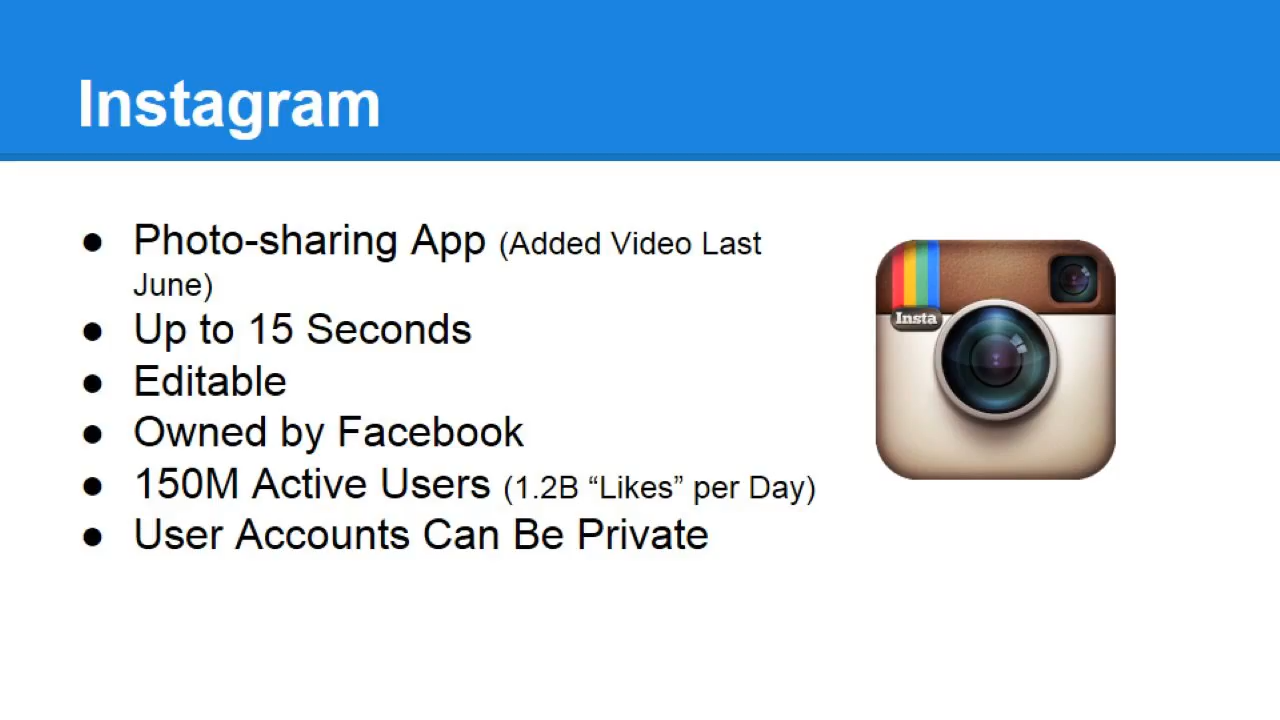 Instagram
● Photo-sharing App (Added Video Last
June)
● Up to 15 Seconds
● Editable
● Owned by Facebook
● 150M Active Users (1.2B “Likes” per Day)
● User Accounts Can Be Private
Insta